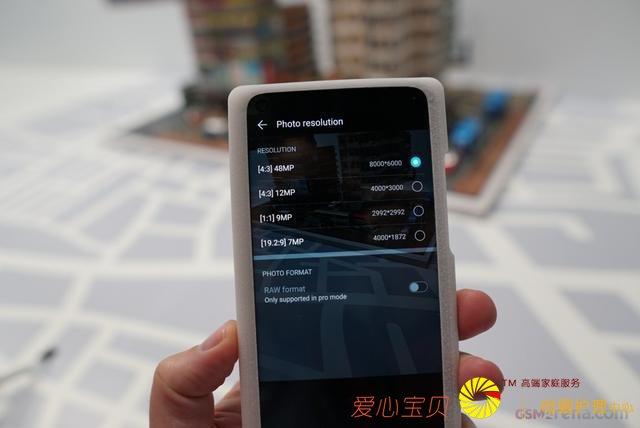 Photo resolution
RESOLUTION
[4:3] 48MP 8000*6000
[4:3] 12MP 4000*3000
[1:1] 9MP 2992*2992
[19.2:9] 7MP 4000*1872
PHOTO FORMAT
RAW format
Only supported in pro mode
爱心宝贝 TM 高端家庭服务
GSMArena.com